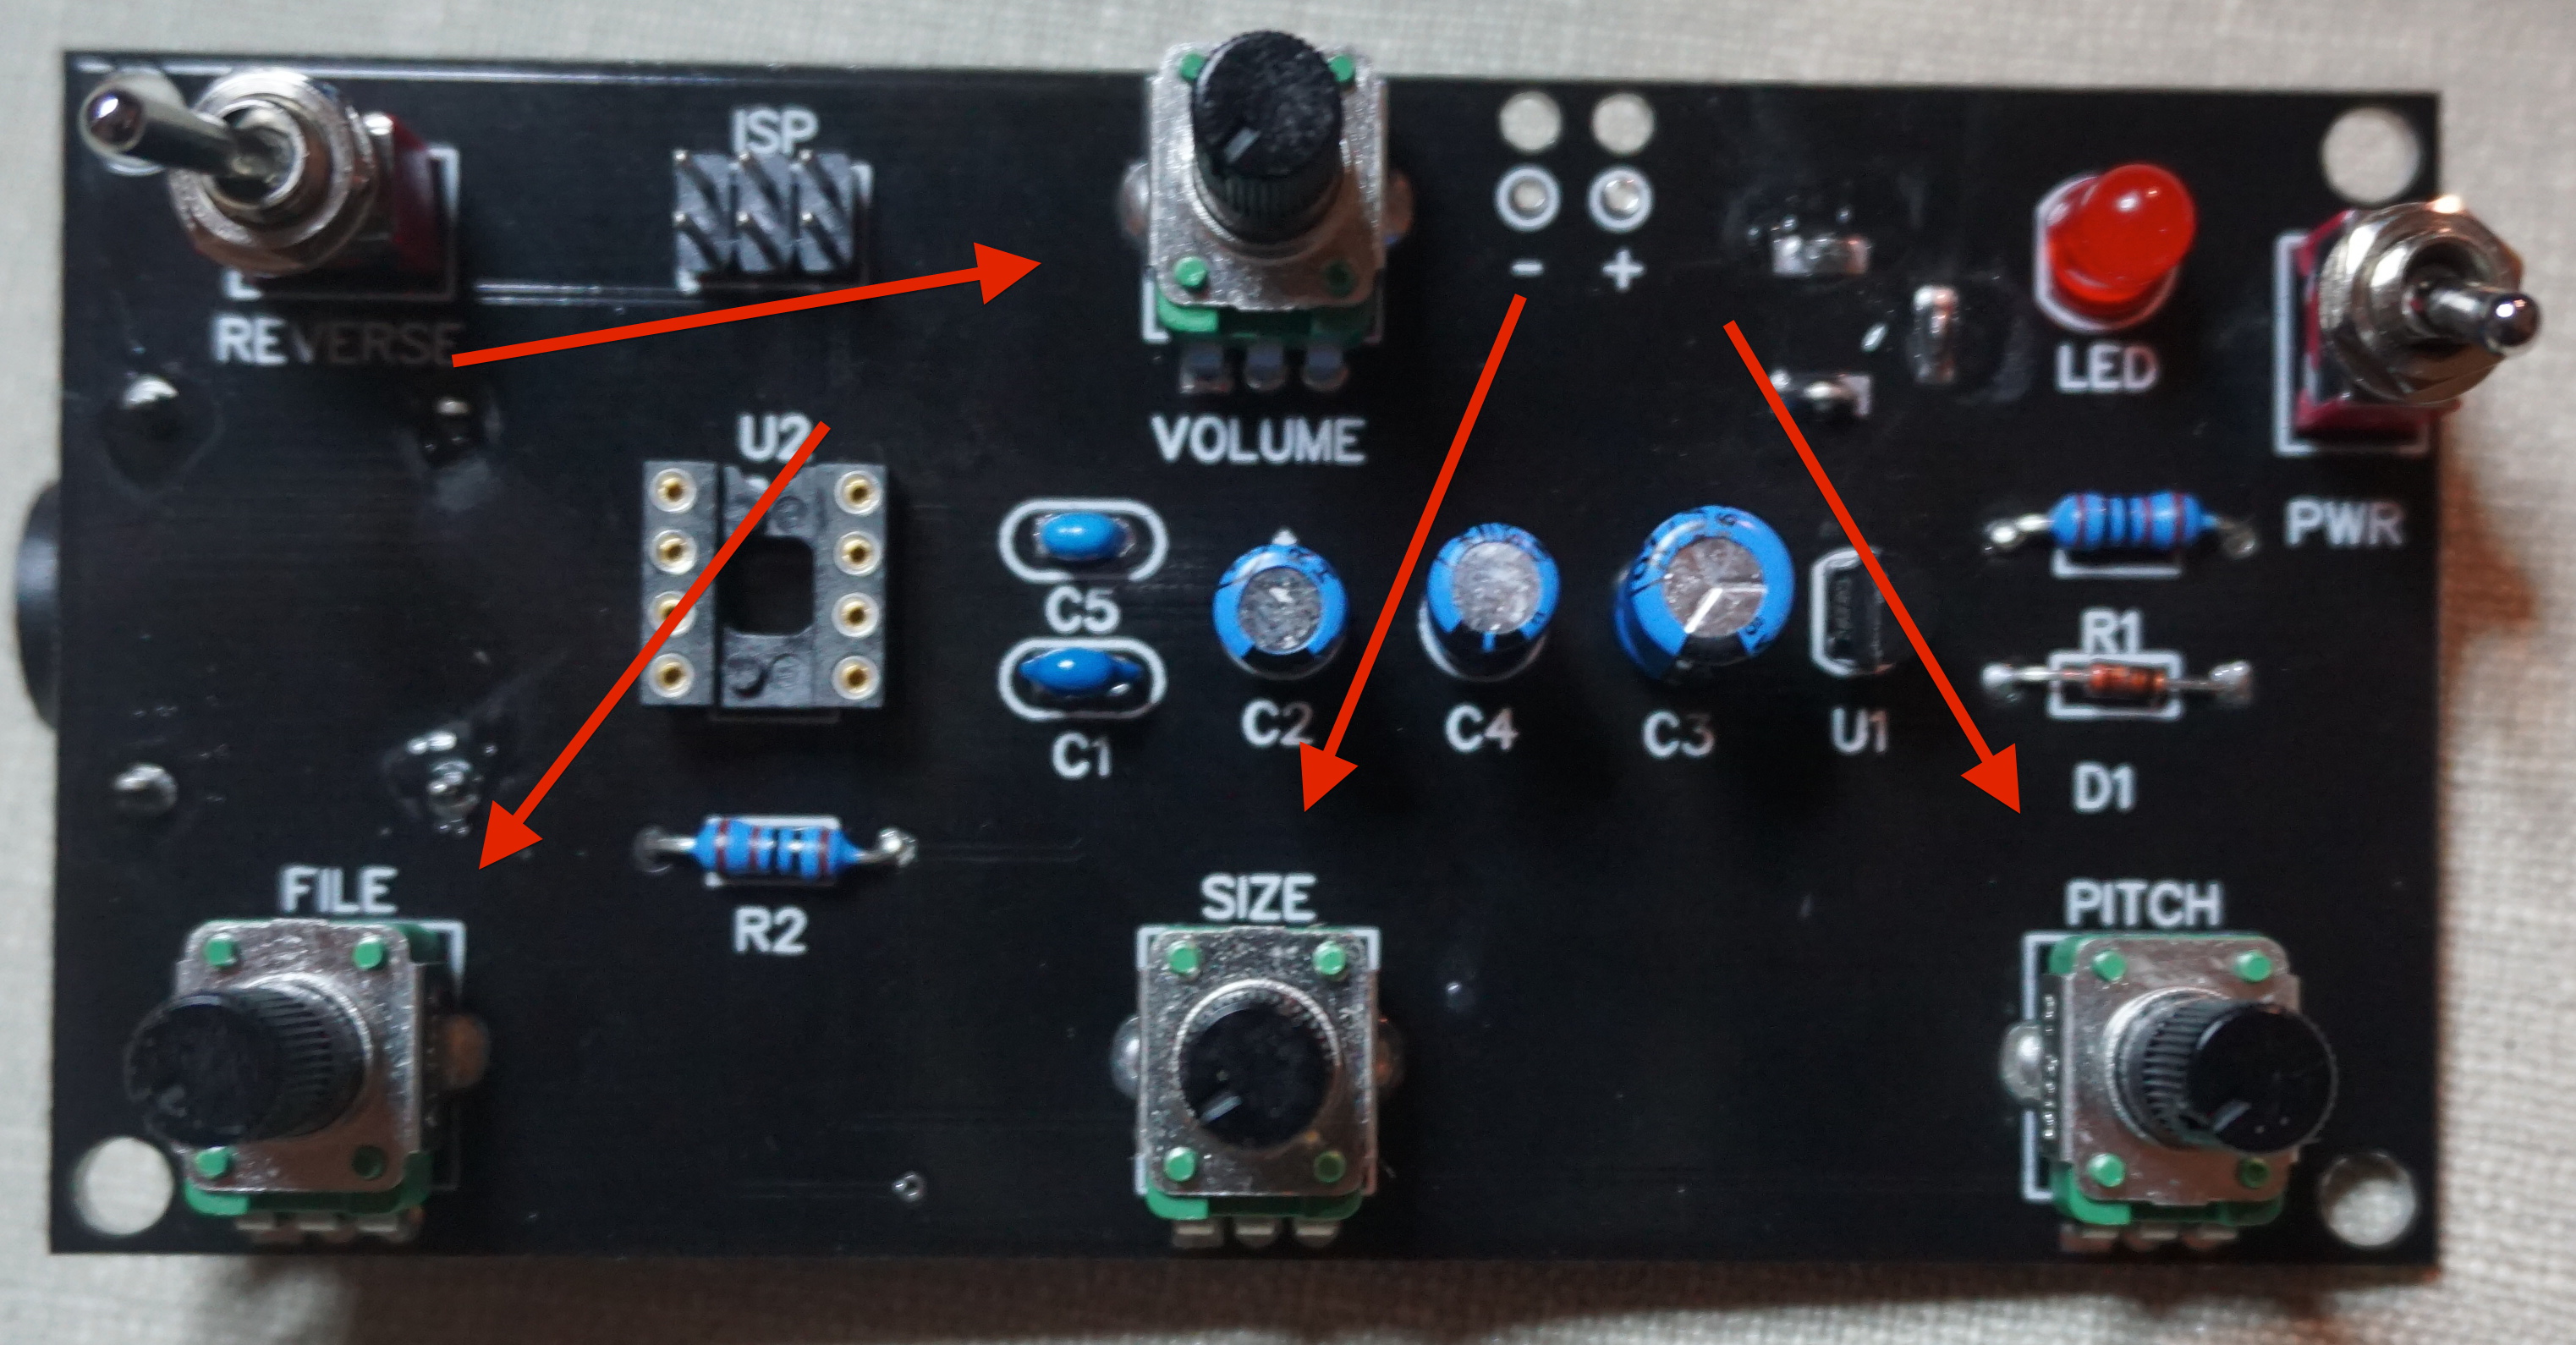 ISP
REVERSE
- +
LED
VOLUME
U2
PWR
C5
R1
C2
C4
C3
U1
C1
D1
FILE
SIZE
PITCH
R2